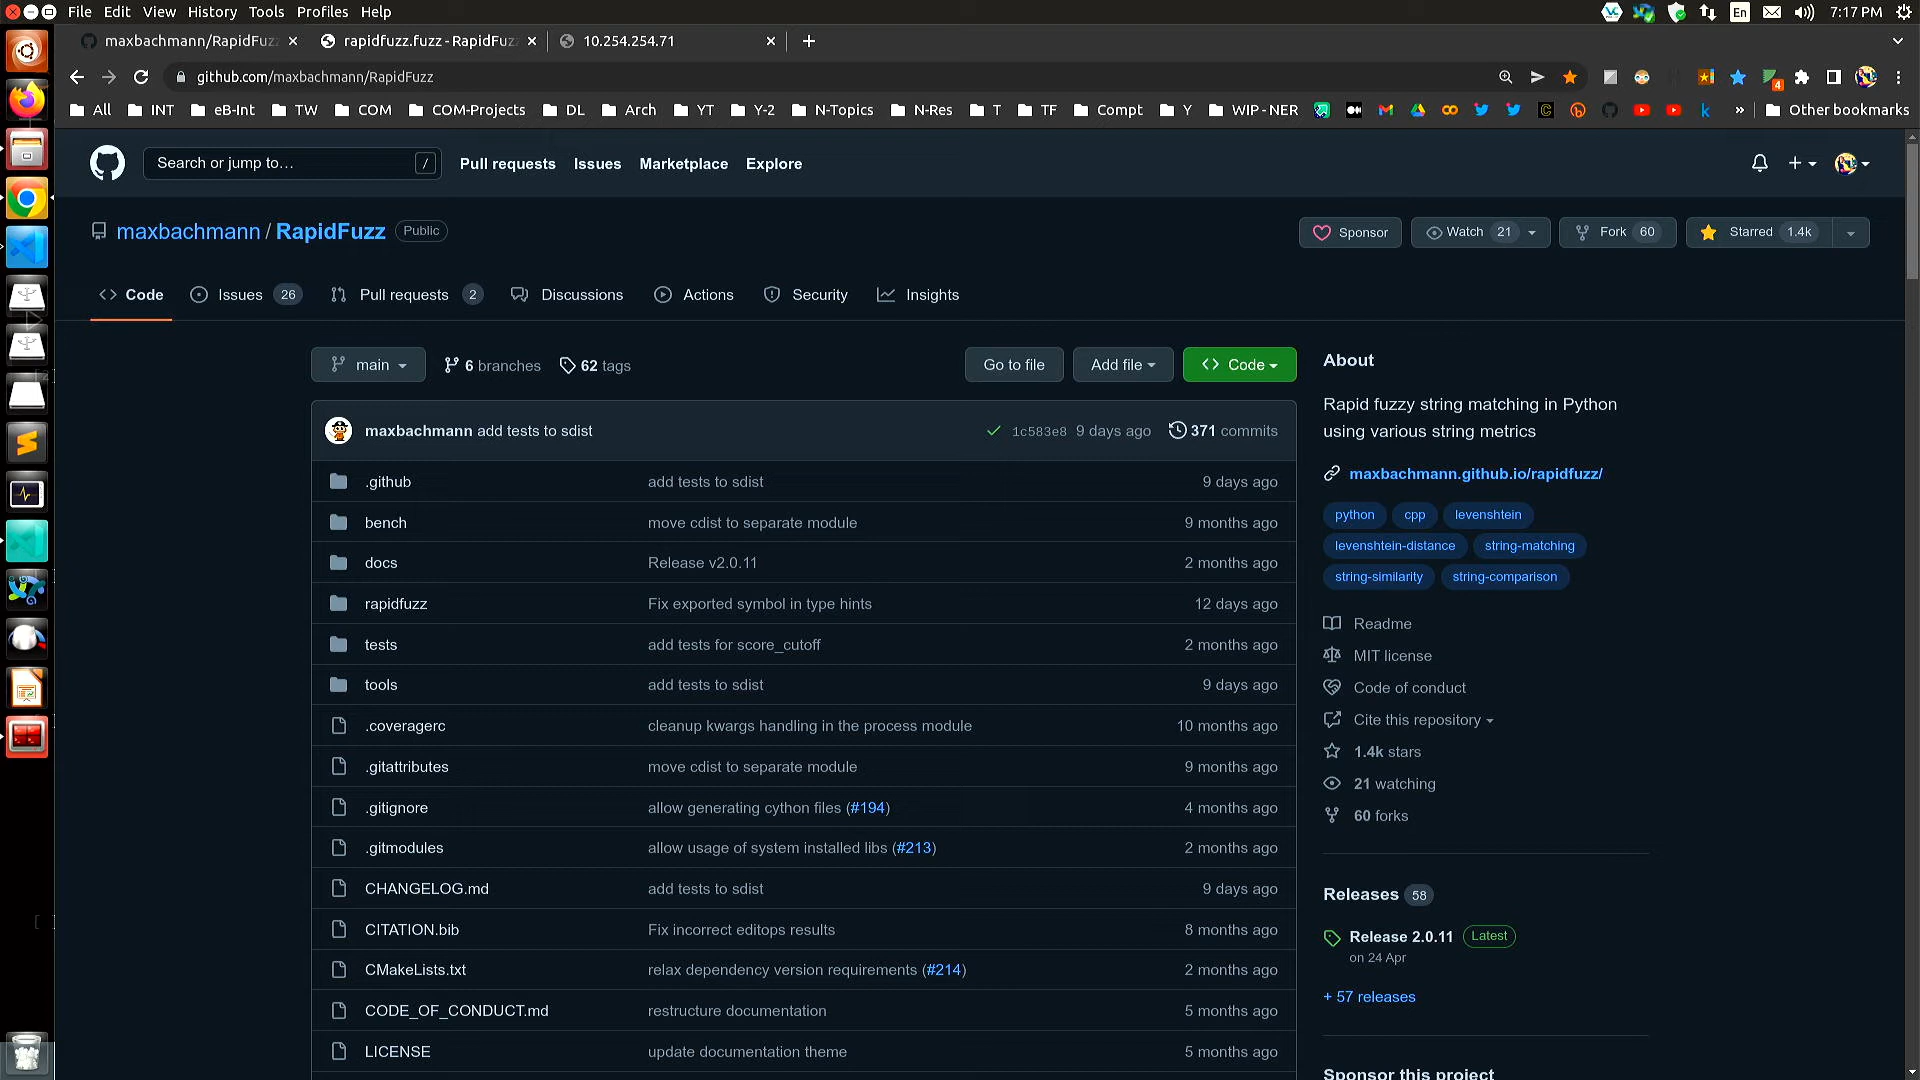 File Edit View History Tools Profiles Help
En 7:17 PM
maxbachmann/RapidFuzz
rapidfuzz.fuzz - RapidFuzz
10.254.254.71
github.com/maxbachmann/RapidFuzz
4
All INT eB-Int TW COM COM-Projects DL Arch YT Y-2 N-Topics N-Res T TF Compt Y WIP - NER » Other bookmarks
Search or jump to… /
Pull requests Issues Marketplace Explore
maxbachmann / RapidFuzz Public
Sponsor Watch 21 Fork 60 Starred 1.4k
Code Issues 26 Pull requests 2 Discussions Actions Security Insights
main 6 branches 62 tags Go to file Add file Code
maxbachmann add tests to sdist 1c583e8 9 days ago 371 commits
.github add tests to sdist 9 days ago
bench move cdist to separate module 9 months ago
docs Release v2.0.11 2 months ago
rapidfuzz Fix exported symbol in type hints 12 days ago
tests add tests for score_cutoff 2 months ago
tools add tests to sdist 9 days ago
.coveragerc cleanup kwargs handling in the process module 10 months ago
.gitattributes move cdist to separate module 9 months ago
.gitignore allow generating cython files (#194) 4 months ago
.gitmodules allow usage of system installed libs (#213) 2 months ago
CHANGELOG.md add tests to sdist 9 days ago
CITATION.bib Fix incorrect editops results 8 months ago
CMakeLists.txt relax dependency version requirements (#214) 2 months ago
CODE_OF_CONDUCT.md restructure documentation 5 months ago
LICENSE update documentation theme 5 months ago
About
Rapid fuzzy string matching in Python
using various string metrics
maxbachmann.github.io/rapidfuzz/
python cpp levenshtein
levenshtein-distance string-matching
string-similarity string-comparison
Readme
MIT license
Code of conduct
Cite this repository
1.4k stars
21 watching
60 forks
Releases 58
Release 2.0.11 Latest
on 24 Apr
+ 57 releases
Sponsor this project